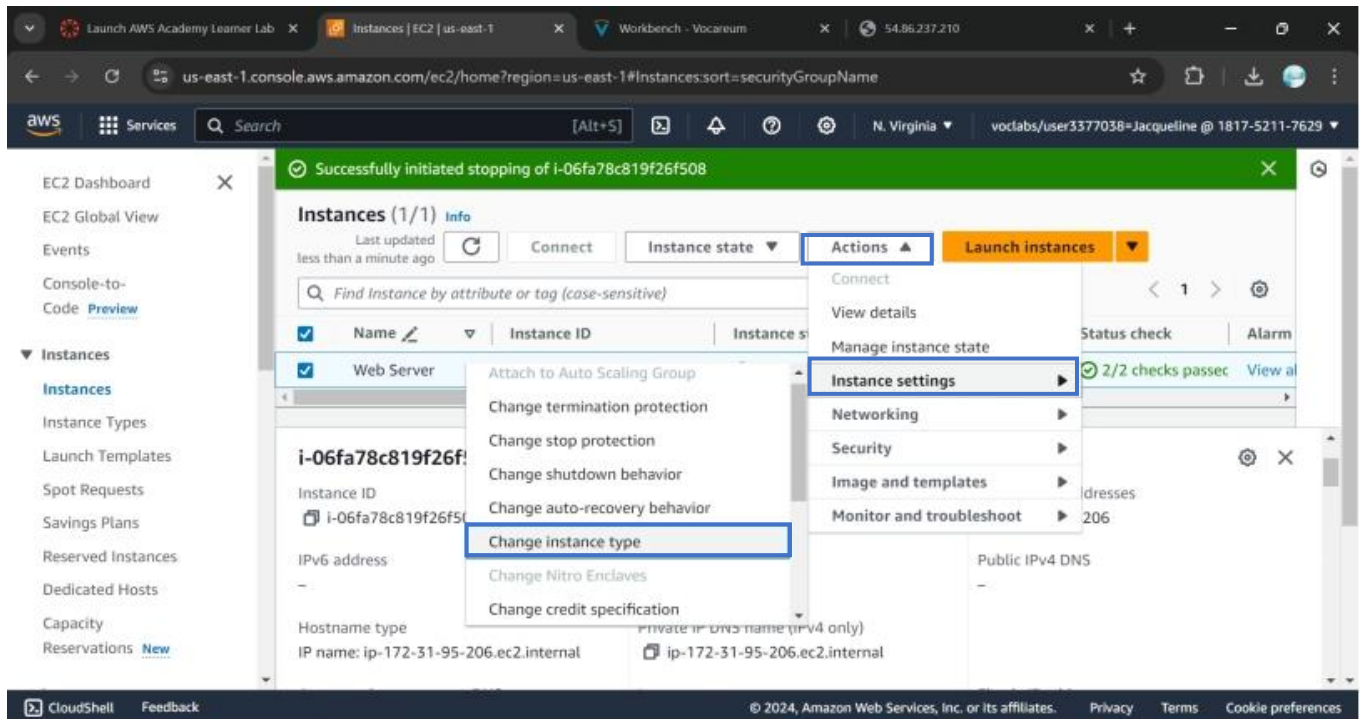 Launch AWS Academy Learner Lab
Instances | EC2 | us-east-1
Workbench - Vocareum
54.86.237.210
us-east-1.console.aws.amazon.com/ec2/home?region=us-east-1#Instances:sort=securityGroupName
aws Services Search [Alt+S] N. Virginia voclabs/user3377038=Jacqueline @ 1817-5211-7629
EC2 Dashboard
EC2 Global View
Events
Console-to-
Code Preview
Instances
Instances
Instance Types
Launch Templates
Spot Requests
Savings Plans
Reserved Instances
Dedicated Hosts
Capacity
Reservations New
Successfully initiated stopping of i-06fa78c819f26f508
Instances (1/1) Info
Last updated
less than a minute ago
Connect Instance state Actions Launch instances
Find Instance by attribute or tag (case-sensitive)
1
Name Instance ID Instance s Status check Alarm
Web Server 2/2 checks passec View al
Connect
View details
Manage instance state
Instance settings
Networking
Security
Image and templates
Monitor and troubleshoot
Attach to Auto Scaling Group
Change termination protection
Change stop protection
Change shutdown behavior
Change auto-recovery behavior
Change instance type
Change Nitro Enclaves
Change credit specification
i-06fa78c819f26f
Instance ID
i-06fa78c819f26f50
ldresses
206
IPv6 address
–
Public IPv4 DNS
–
Hostname type
IP name: ip-172-31-95-206.ec2.internal
Private IP DNS name (IPv4 only)
ip-172-31-95-206.ec2.internal
CloudShell Feedback © 2024, Amazon Web Services, Inc. or its affiliates. Privacy Terms Cookie preferences